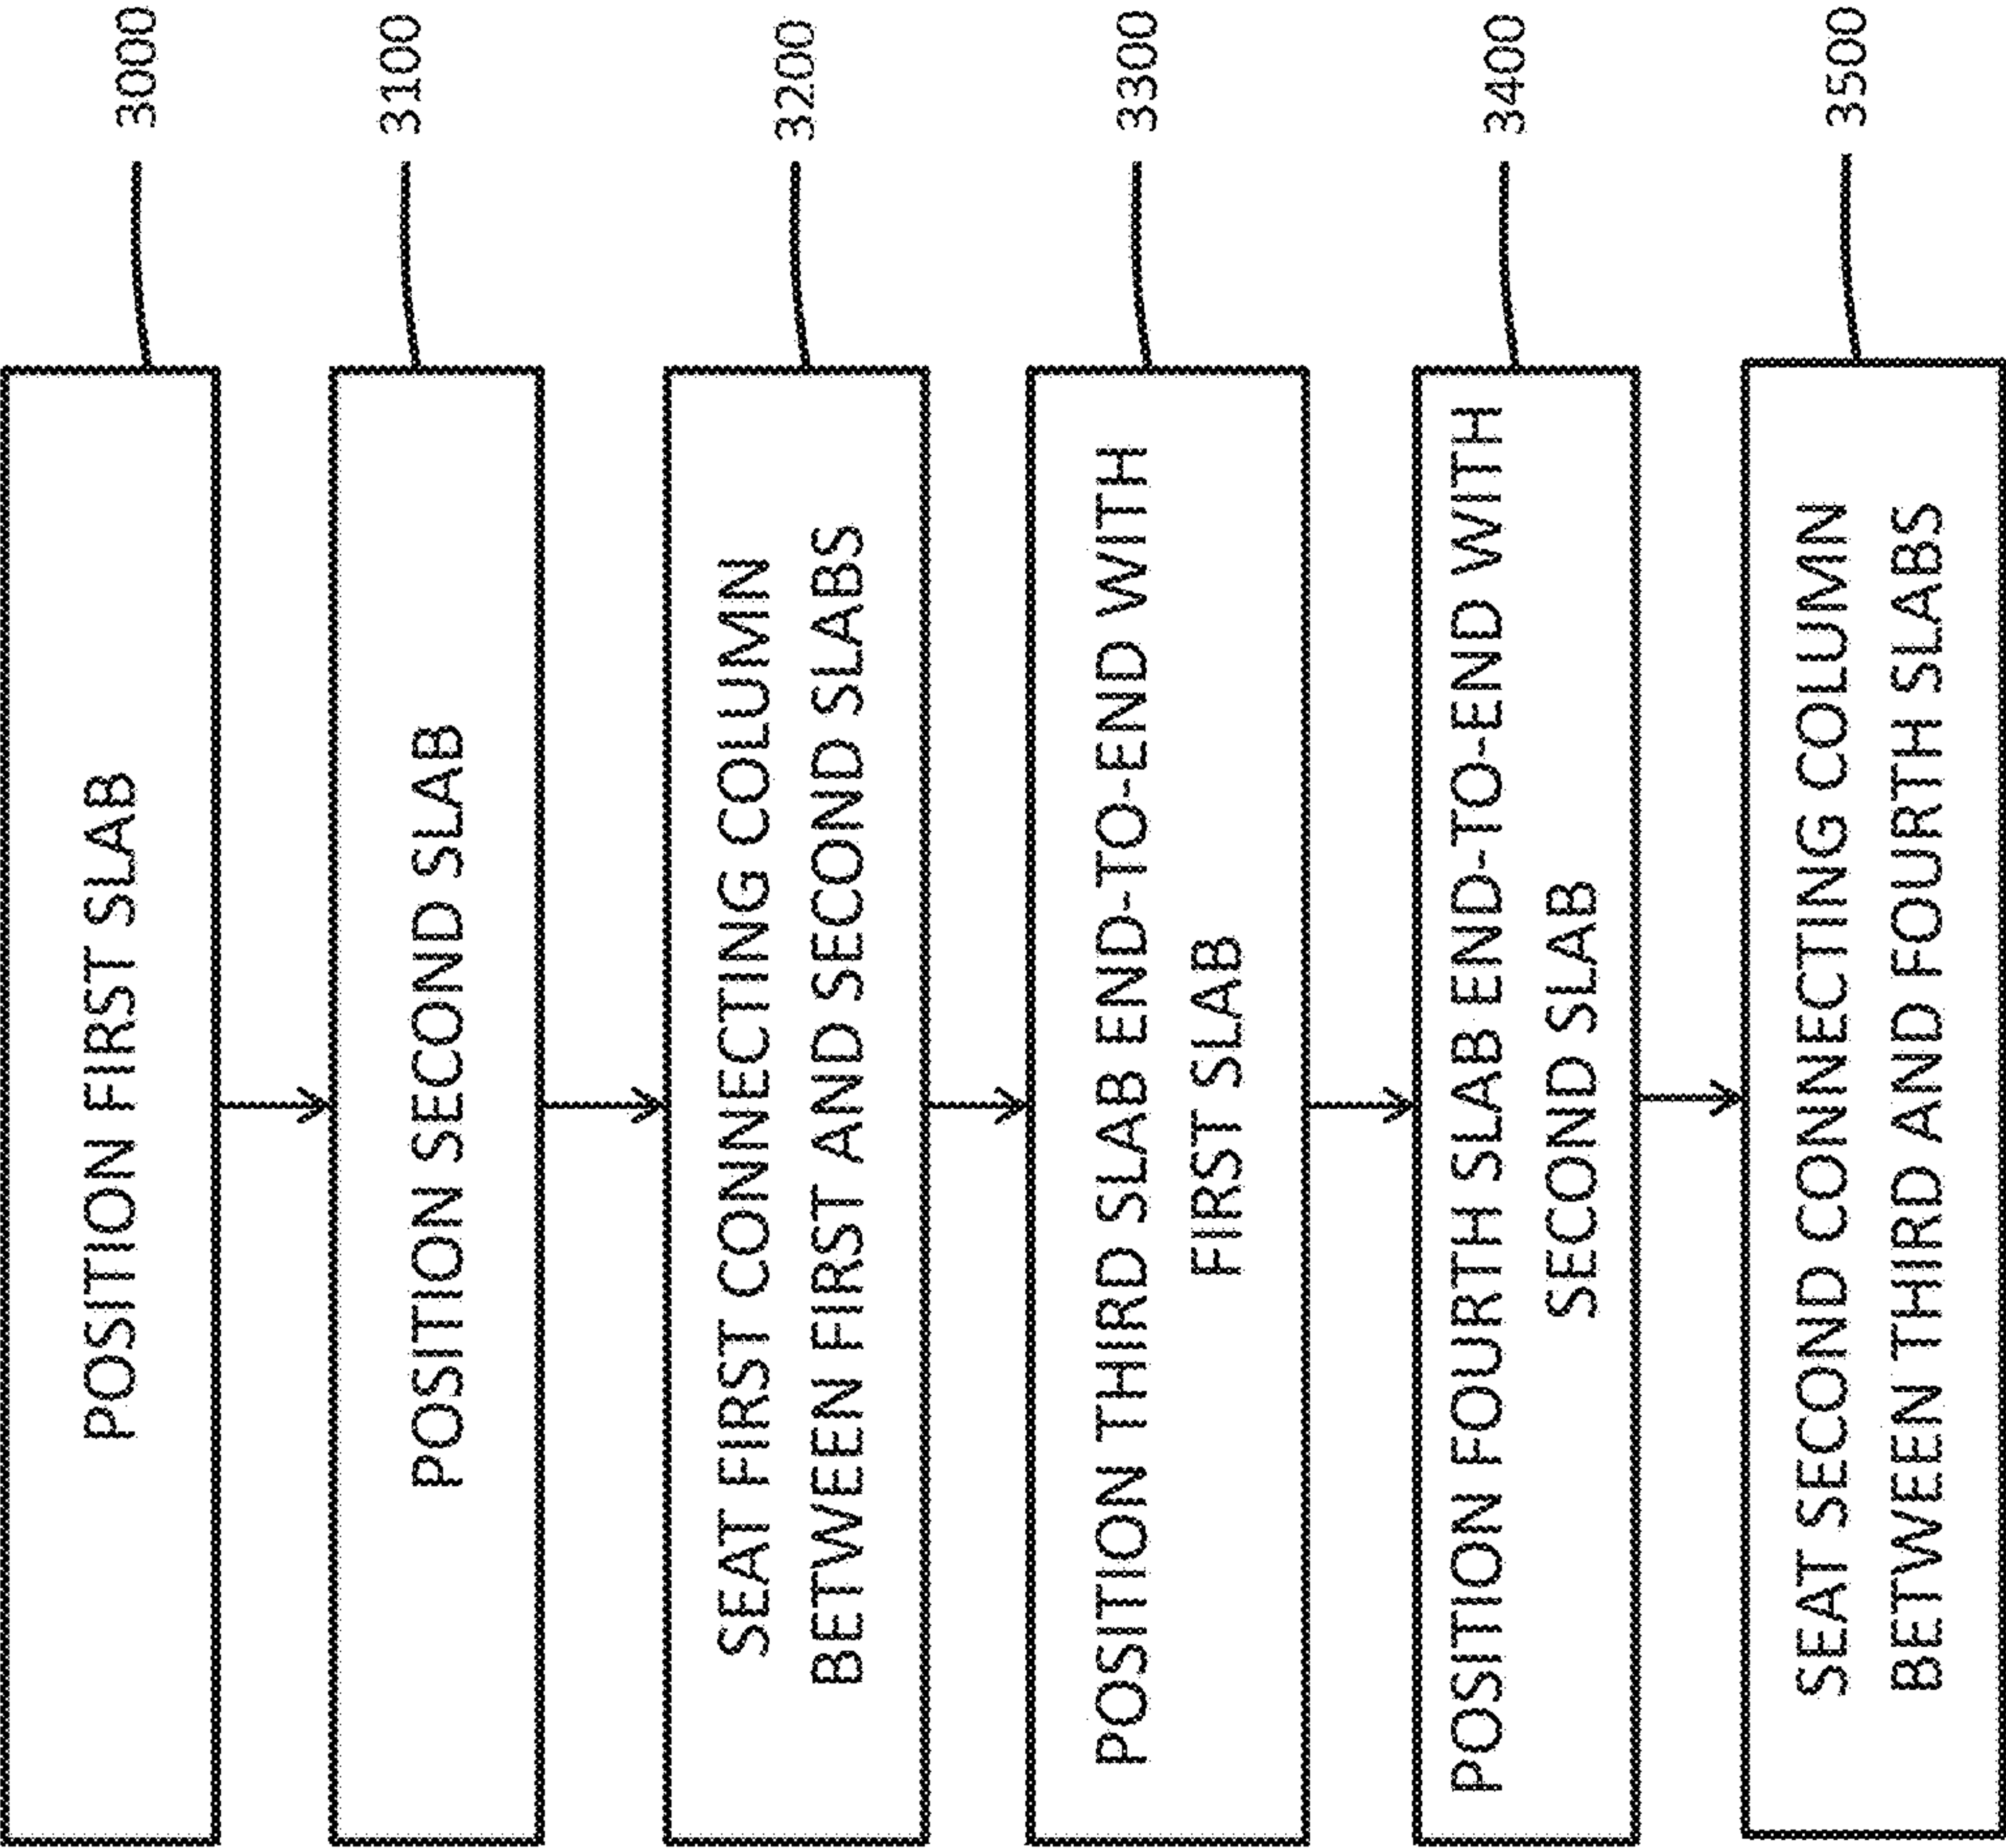 POSITION FIRST SLAB
3000
POSITION SECOND SLAB
3100
SEAT FIRST CONNECTING COLUMN
BETWEEN FIRST AND SECOND SLABS
3200
POSITION THIRD SLAB END-TO-END WITH
FIRST SLAB
3300
POSITION FOURTH SLAB END-TO-END WITH
SECOND SLAB
3400
SEAT SECOND CONNECTING COLUMN
BETWEEN THIRD AND FOURTH SLABS
3500